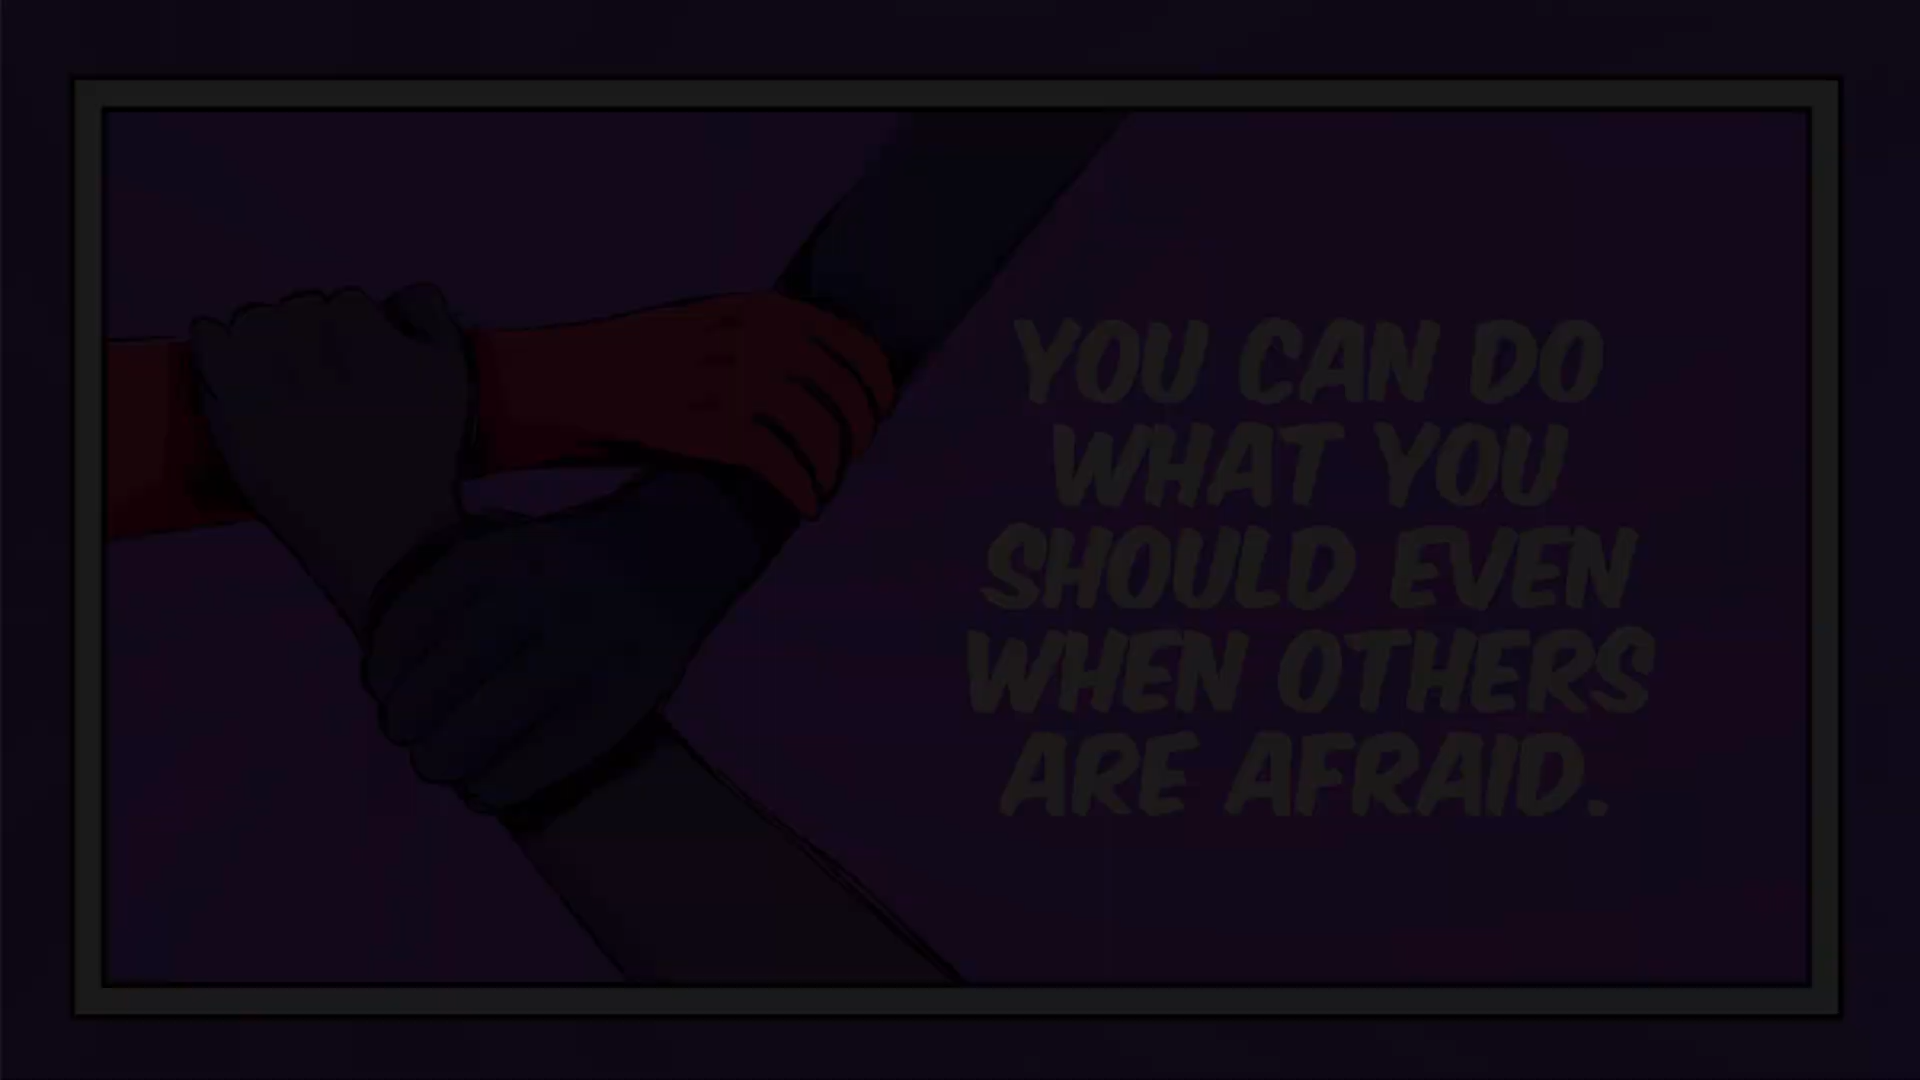 YOU CAN DO
WHAT YOU
SHOULD EVEN
WHEN OTHERS
ARE AFRAID.